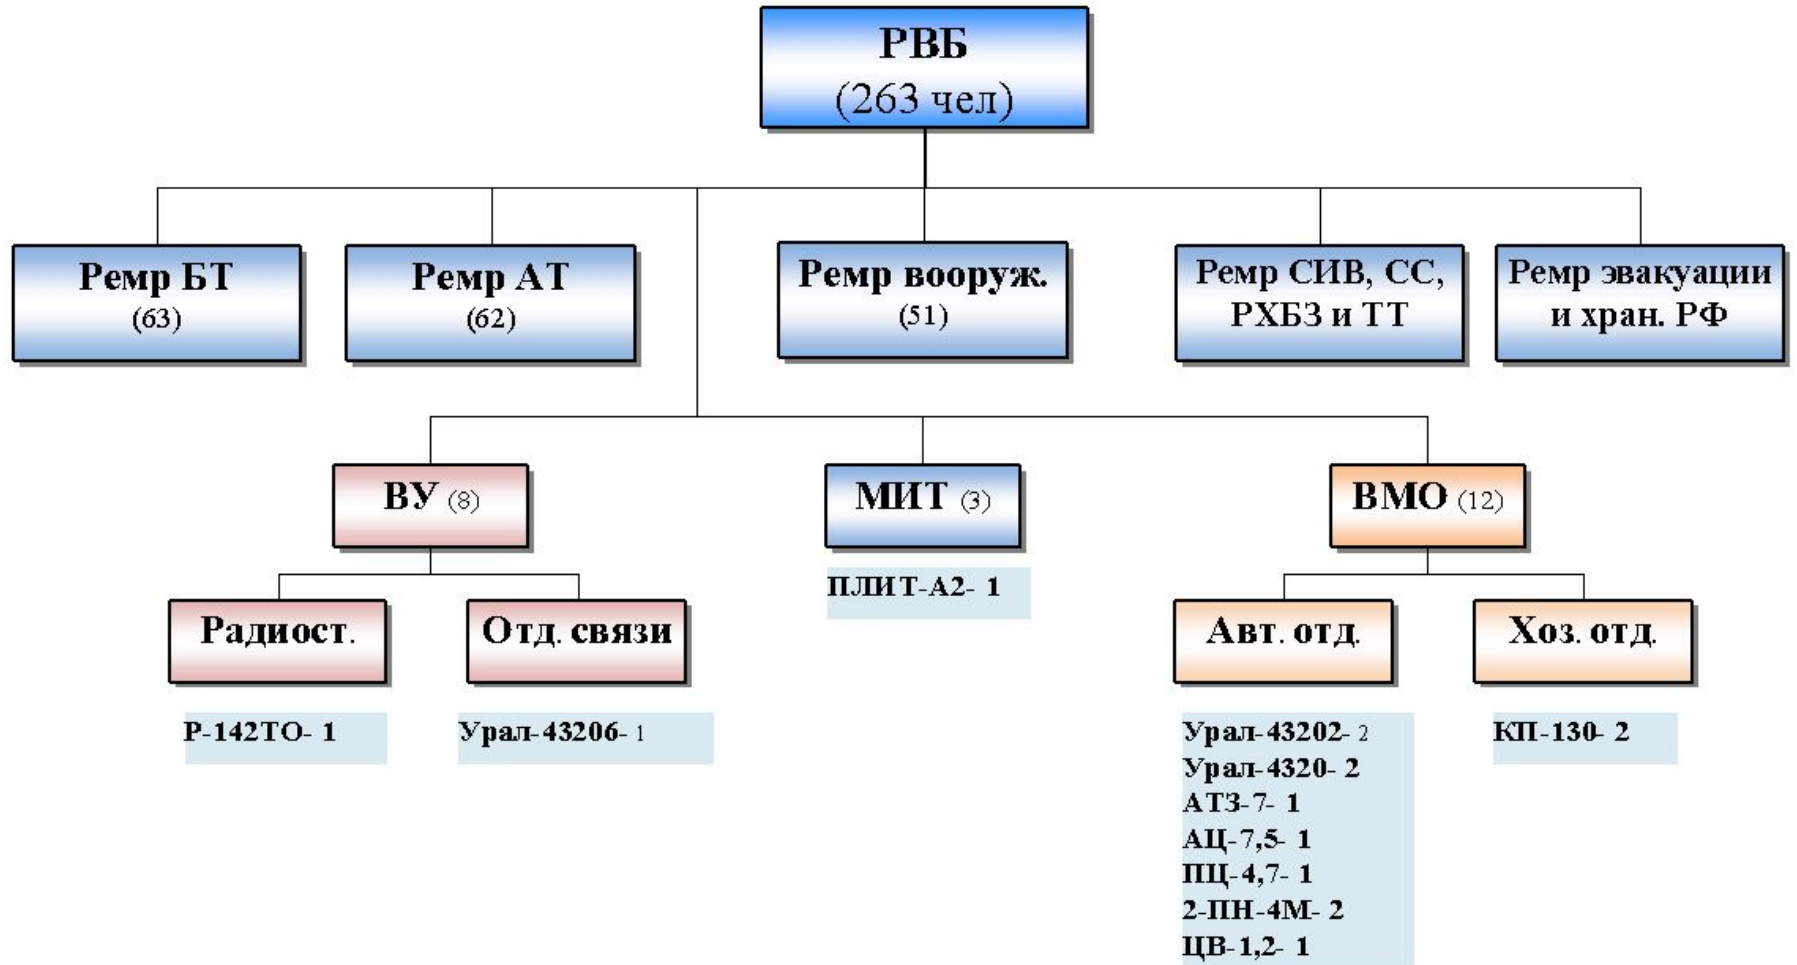 РВБ
(263 чел)
Ремр БТ
(63)
Ремр АТ
(62)
Ремр вооруж.
(51)
Ремр СИВ, СС,
РХБЗ и ТТ
Ремр эвакуации
и хран. РФ
ВУ (8)
МИТ (3)
ВМО (12)
ПЛИТ-А2- 1
Радиост.
Отд. связи
Авт. отд.
Хоз. отд.
Р-142ТО- 1
Урал-43206- 1
Урал-43202- 2
Урал-4320- 2
АТЗ-7- 1
АЦ-7,5- 1
ПЦ-4,7- 1
2-ПН-4М- 2
ЦВ-1,2- 1
КП-130- 2